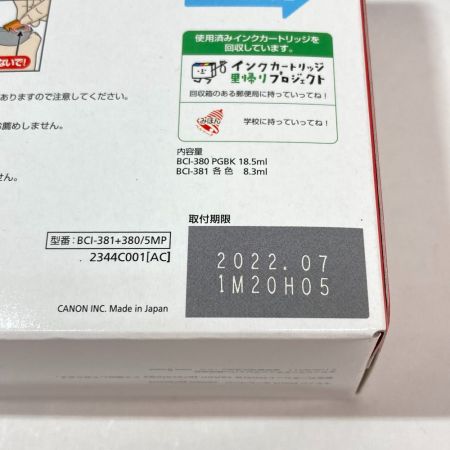 ないで!
使用済みインクカートリッジを
回収しています。
インクカートリッジ
里帰りプロジェクト
回収箱のある郵便局に持っていってね!
ありますので注意してください。
学校に持っていってね!
お薦めしません。
内容量
BCI-380 PGBK 18.5ml
BCI-381 各色 8.3ml
せん。
取付期限
型番:BCI-381+380/5MP
2344C001[AC]
2022.07
1M20H05
CANON INC. Made in Japan